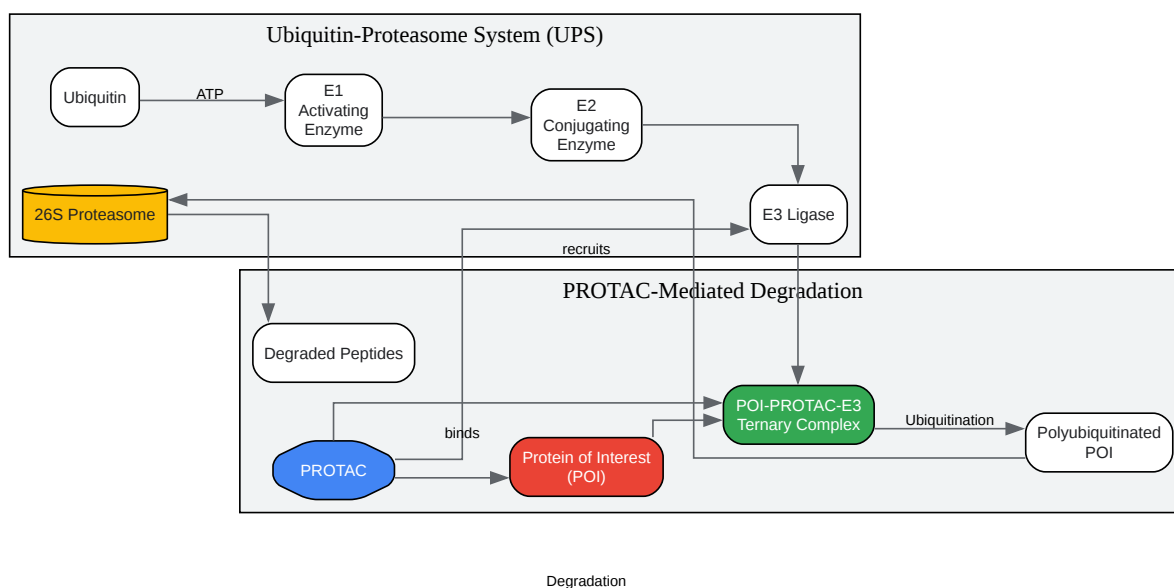 Ubiquitin-Proteasome System (UPS)
Ubiquitin
ATP
E1
Activating
Enzyme
E2
Conjugating
Enzyme
26S Proteasome
E3 Ligase
recruits
PROTAC-Mediated Degradation
Degraded Peptides
POI-PROTAC-E3
Ternary Complex
Ubiquitination
Polyubiquitinated
POI
binds
PROTAC
Protein of Interest
(POI)
Degradation